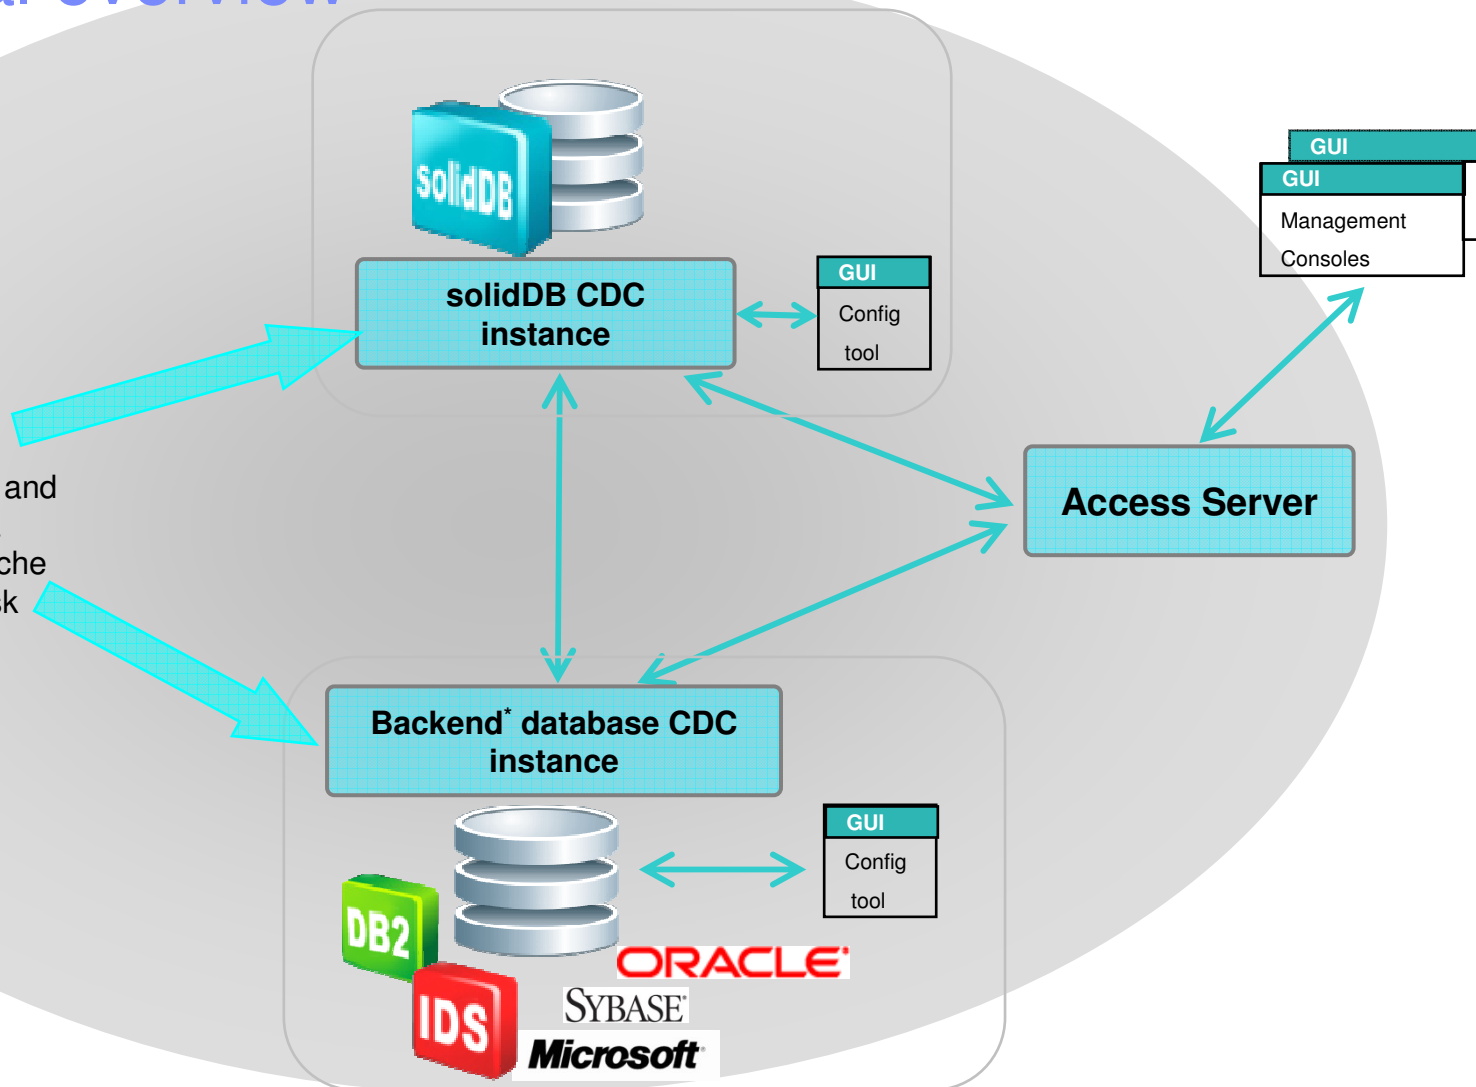 overview
solidDB
solidDB CDC
instance
GUI
Config
tool
GUI
GUI
Management
Consoles
and
Access Server
Backend* database CDC
instance
GUI
Config
tool
DB2
IDS
ORACLE
SYBASE
Microsoft